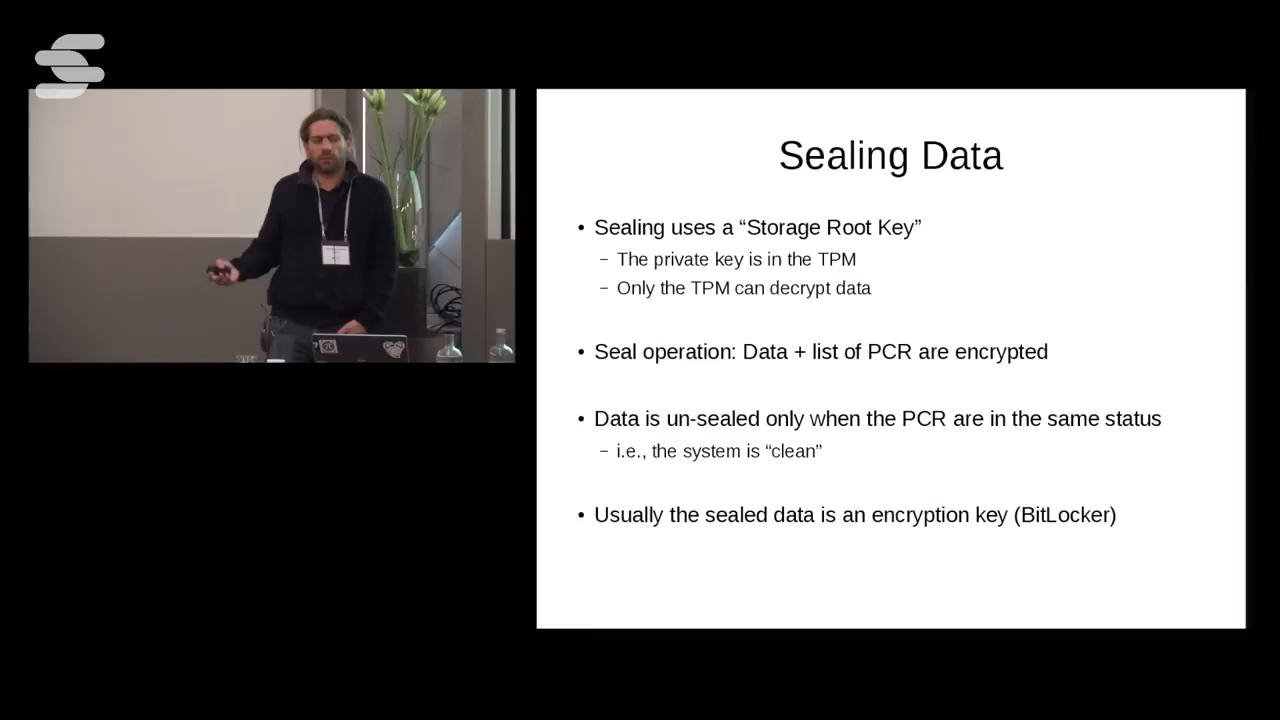 Sealing Data
• Sealing uses a “Storage Root Key”
– The private key is in the TPM
– Only the TPM can decrypt data
• Seal operation: Data + list of PCR are encrypted
• Data is un-sealed only when the PCR are in the same status
– i.e., the system is “clean”
• Usually the sealed data is an encryption key (BitLocker)